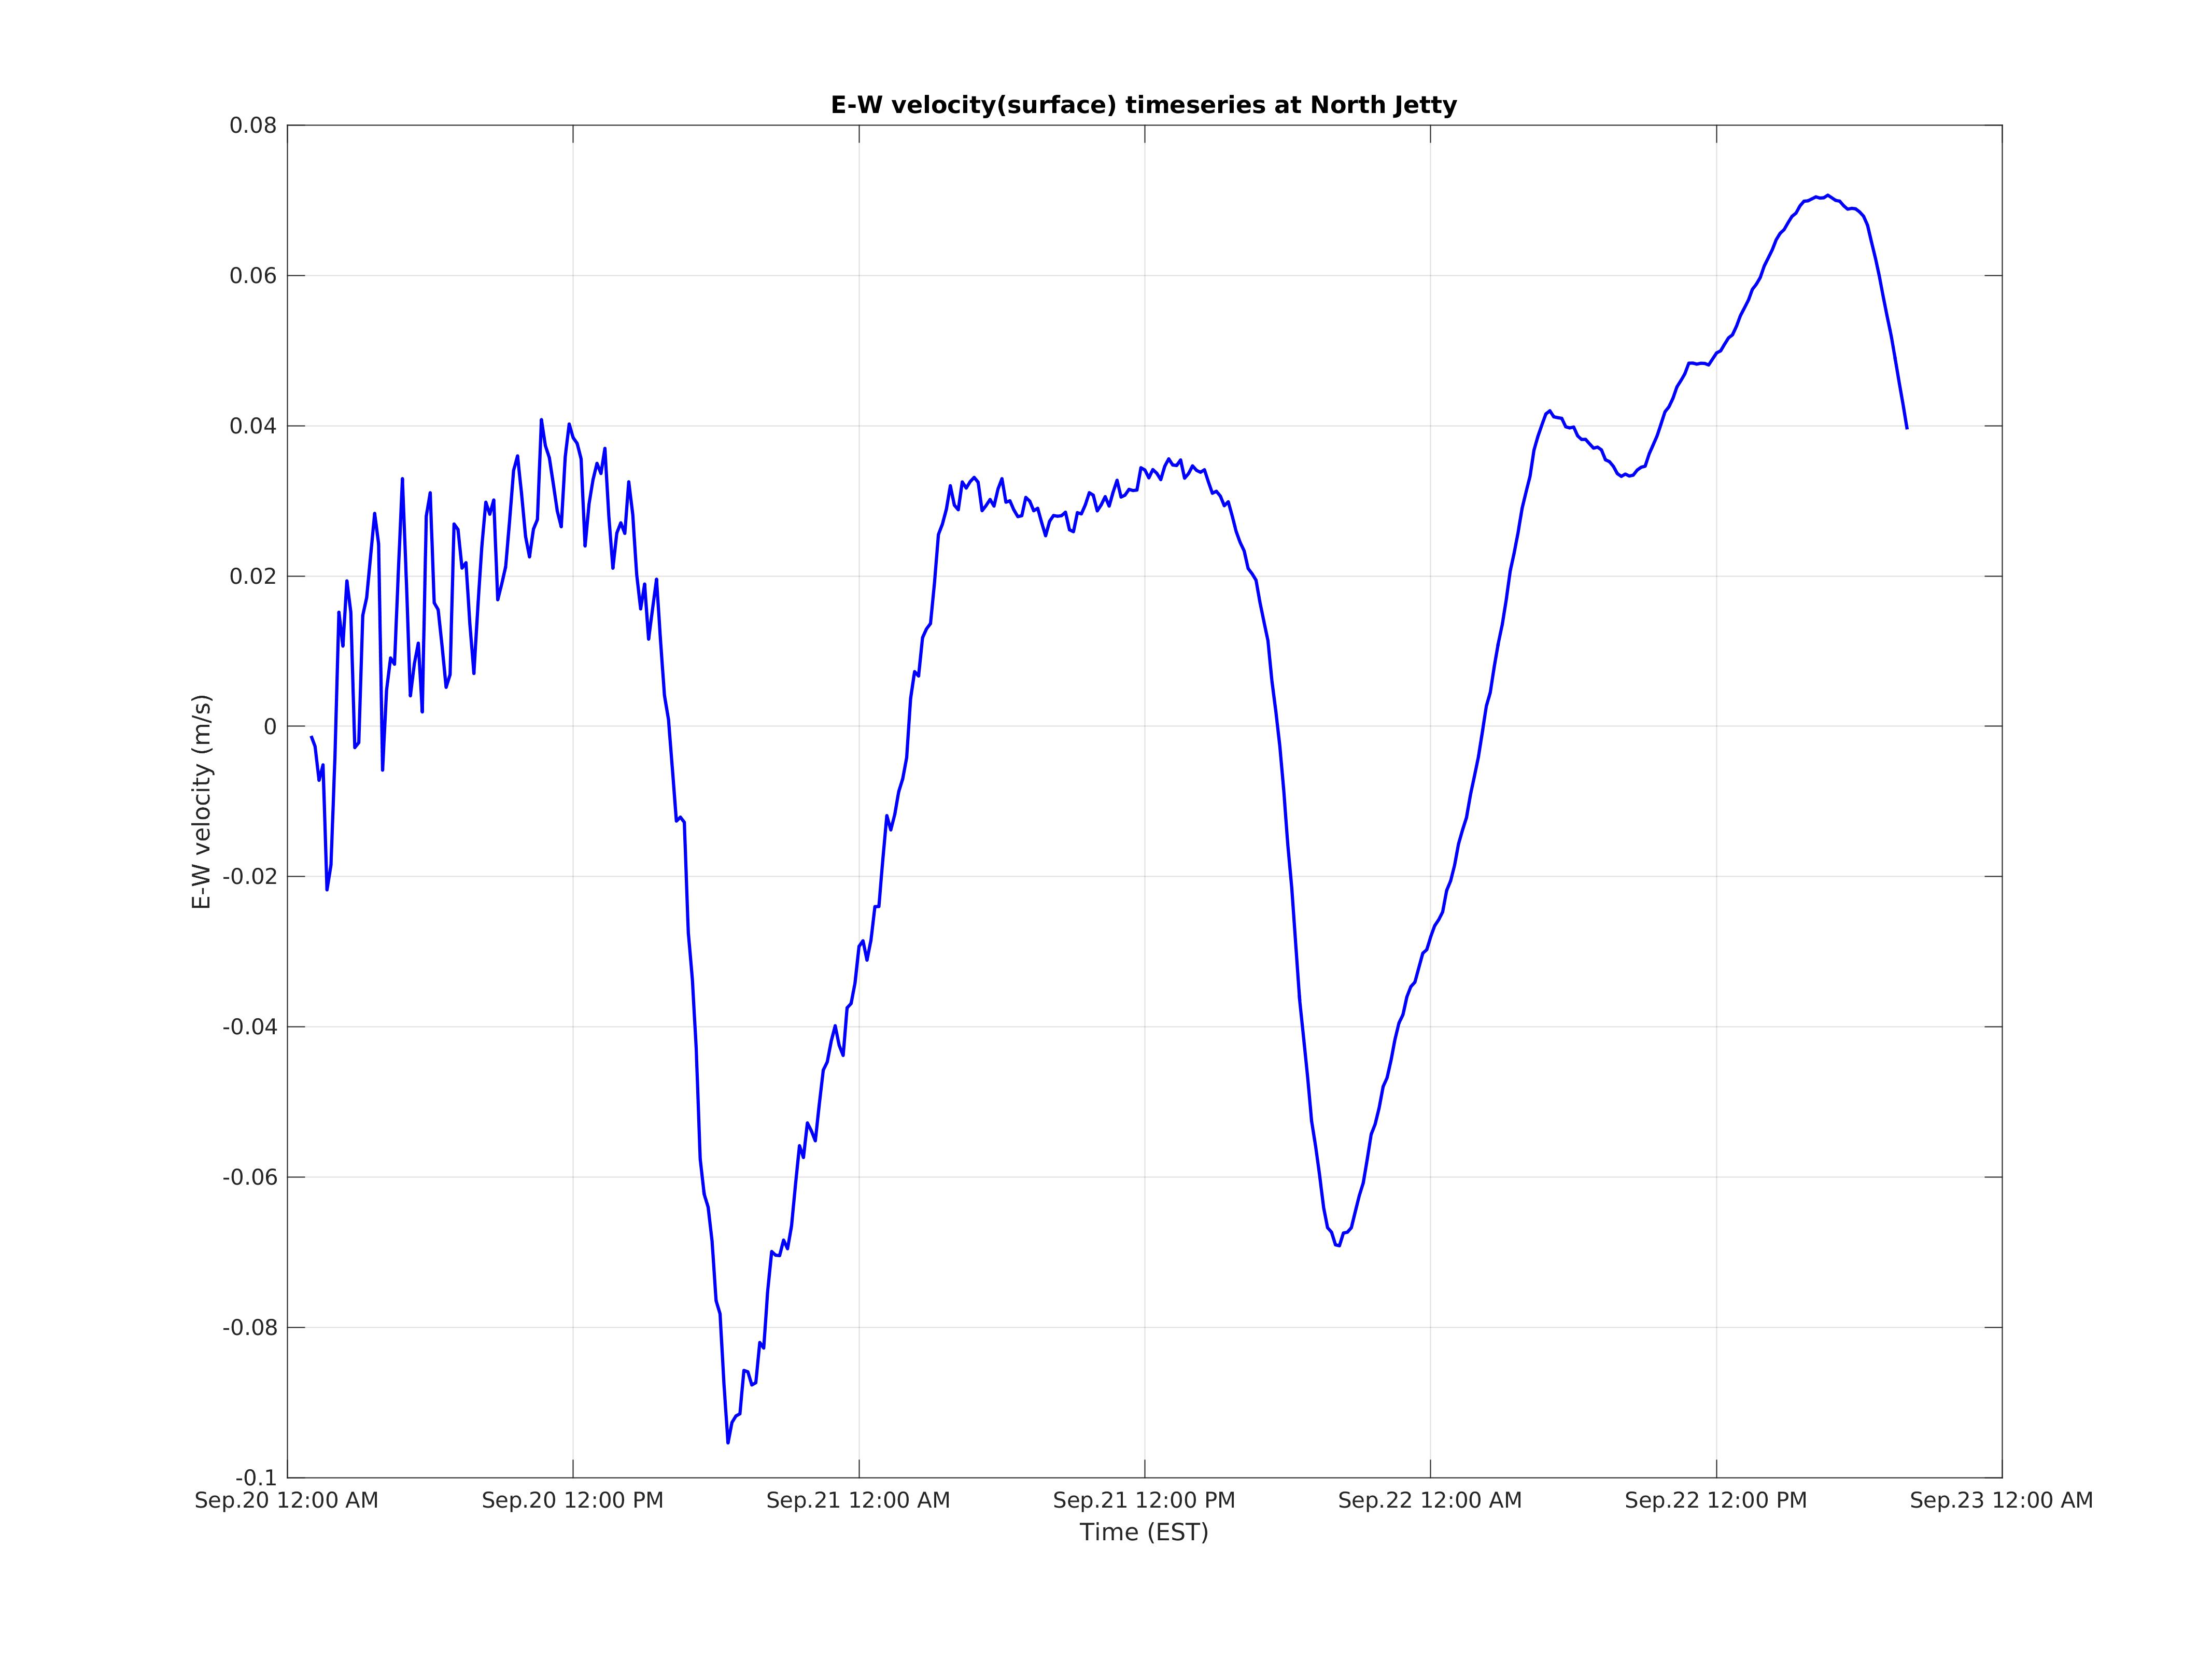 E-W velocity(surface) timeseries at North Jetty
0.08
0.06
0.04
0.02
0
-0.02
-0.04
-0.06
-0.08
-0.1
E-W velocity (m/s)
Sep.20 12:00 AM Sep.20 12:00 PM Sep.21 12:00 AM Sep.21 12:00 PM Sep.22 12:00 AM Sep.22 12:00 PM Sep.23 12:00 AM
Time (EST)